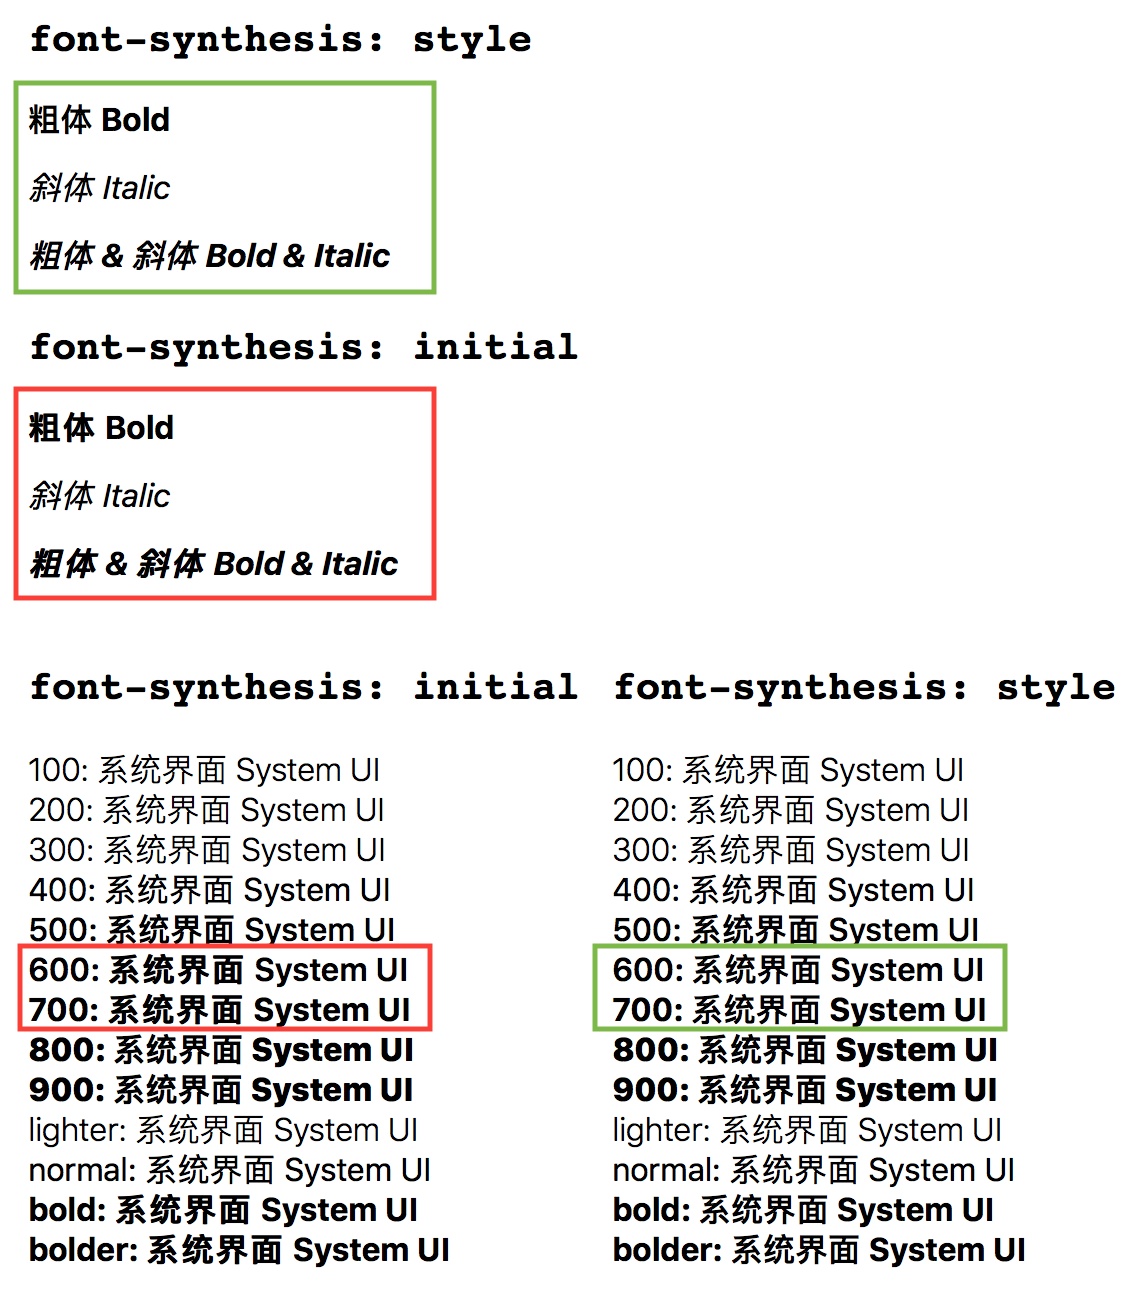 font-synthesis: style
粗体 Bold
斜体 Italic
粗体 & 斜体 Bold & Italic
font-synthesis: initial
粗体 Bold
斜体 Italic
粗体 & 斜体 Bold & Italic
font-synthesis: initial
100: 系统界面 System UI
200: 系统界面 System UI
300: 系统界面 System UI
400: 系统界面 System UI
500: 系统界面 System UI
600: 系统界面 System UI
700: 系统界面 System UI
800: 系统界面 System UI
900: 系统界面 System UI
lighter: 系统界面 System UI
normal: 系统界面 System UI
bold: 系统界面 System UI
bolder: 系统界面 System UI
font-synthesis: style
100: 系统界面 System UI
200: 系统界面 System UI
300: 系统界面 System UI
400: 系统界面 System UI
500: 系统界面 System UI
600: 系统界面 System UI
700: 系统界面 System UI
800: 系统界面 System UI
900: 系统界面 System UI
lighter: 系统界面 System UI
normal: 系统界面 System UI
bold: 系统界面 System UI
bolder: 系统界面 System UI